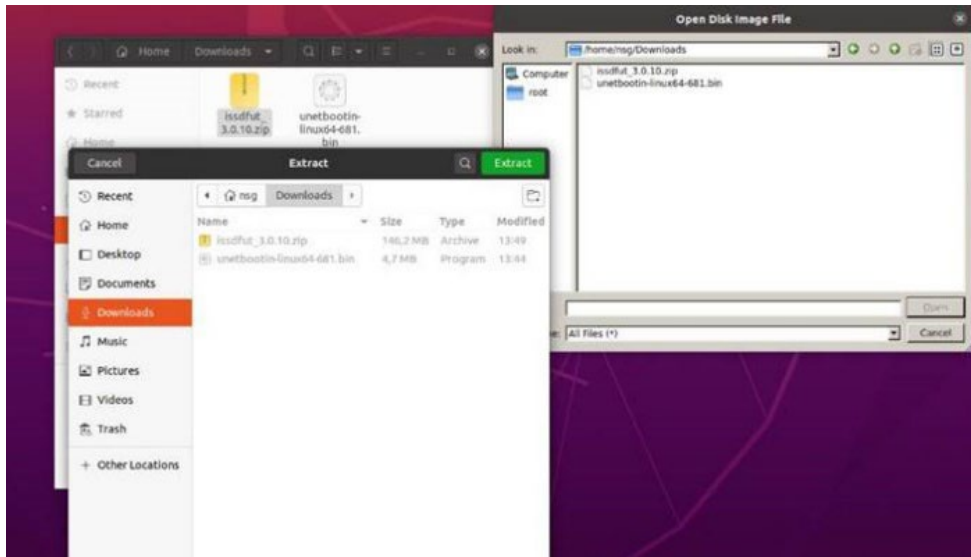 Open Disk Image File
Home Downloads
Look in: /home/nsg/Downloads
Computer
root
issdfut_3.0.10.zip
unetbootin-linux64-681.bin
Recent
Starred
Home
issdfut_
3.0.10.zip
unetbootin-
linux64-681.
bin
Cancel Extract Extract
Recent
Home
Desktop
Documents
Downloads
Music
Pictures
Videos
Trash
+ Other Locations
nsg Downloads
Name Size Type Modified
issdfut_3.0.10.zip 146,2 MB Archive 13:49
unetbootin-linux64-681.bin 4,7 MB Program 13:44
Open
e: All Files (*) Cancel